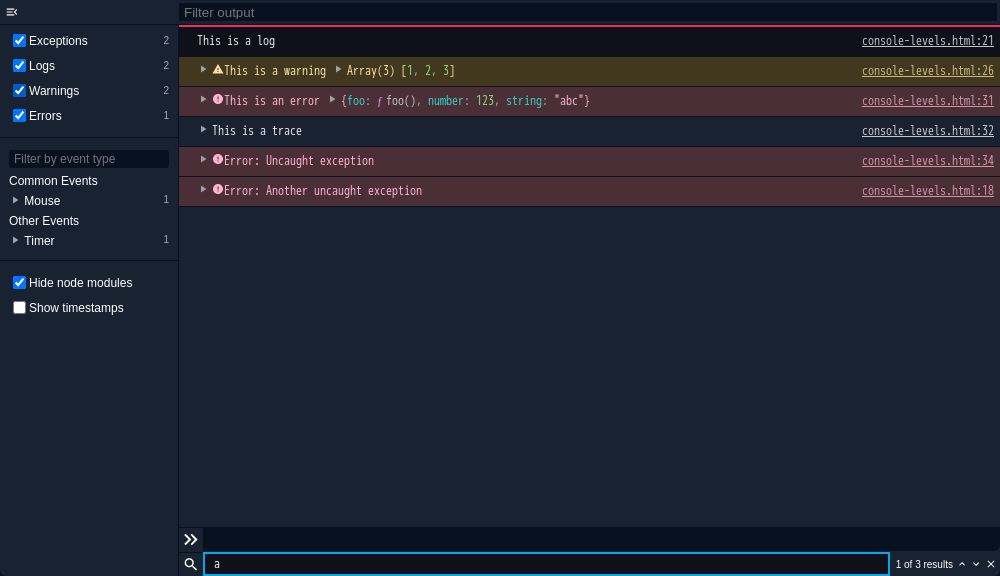 Filter output
Exceptions 2
Logs 2
Warnings 2
Errors 1
Filter by event type
Common Events
Mouse 1
Other Events
Timer 1
Hide node modules
Show timestamps
This is a log console-levels.html:21
This is a warning Array(3) [1, 2, 3] console-levels.html:26
This is an error {foo: ƒ foo(), number: 123, string: "abc"} console-levels.html:31
This is a trace console-levels.html:32
Error: Uncaught exception console-levels.html:34
Error: Another uncaught exception console-levels.html:18
a 1 of 3 results